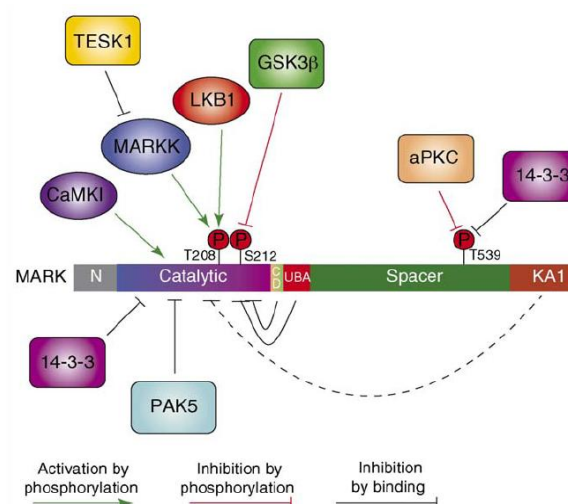 TESK1
GSK3β
LKB1
MARKK
aPKC
14-3-3
CaMKI
P
P
P
T208
S212
T539
MARK
N
Catalytic
CD
UBA
Spacer
KA1
14-3-3
PAK5
Activation by
phosphorylation
Inhibition by
phosphorylation
Inhibition
by binding